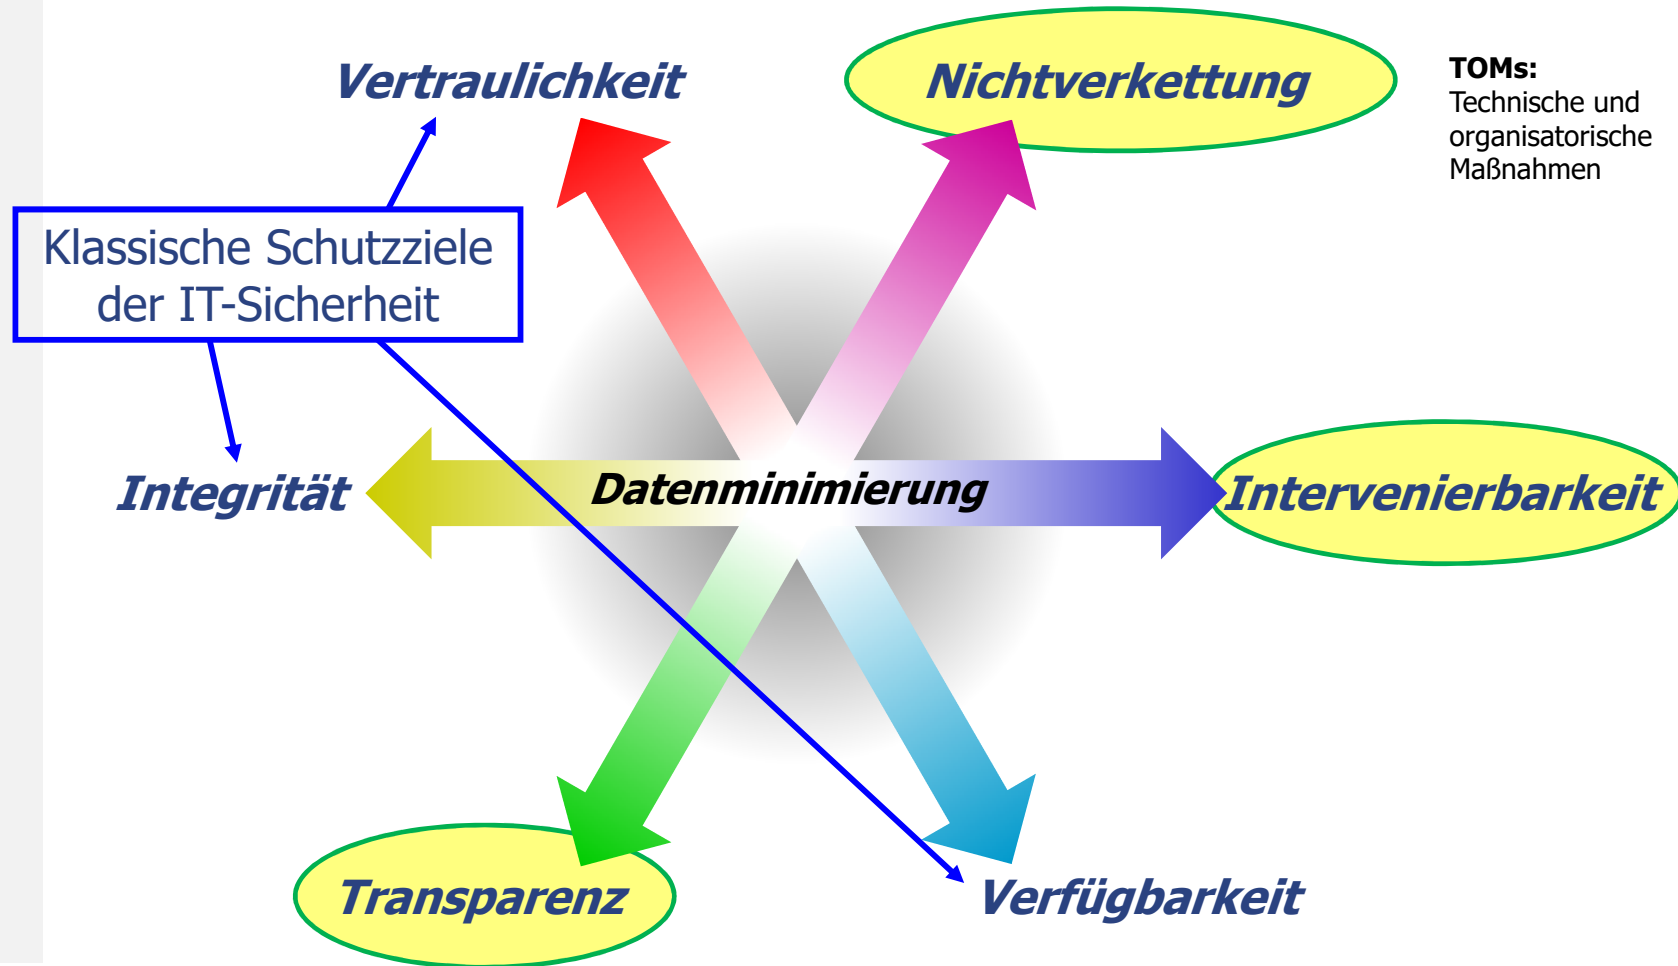 Vertraulichkeit
Nichtverkettung
TOMs:
Technische und
organisatorische
Maßnahmen
Klassische Schutzziele
der IT-Sicherheit
Integrität
Datenminimierung
Intervenierbarkeit
Transparenz
Verfügbarkeit